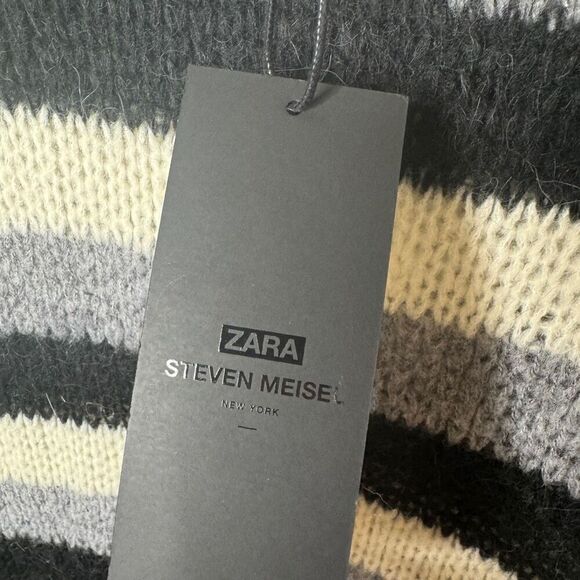 ZARA
STEVEN MEISEL
NEW YORK